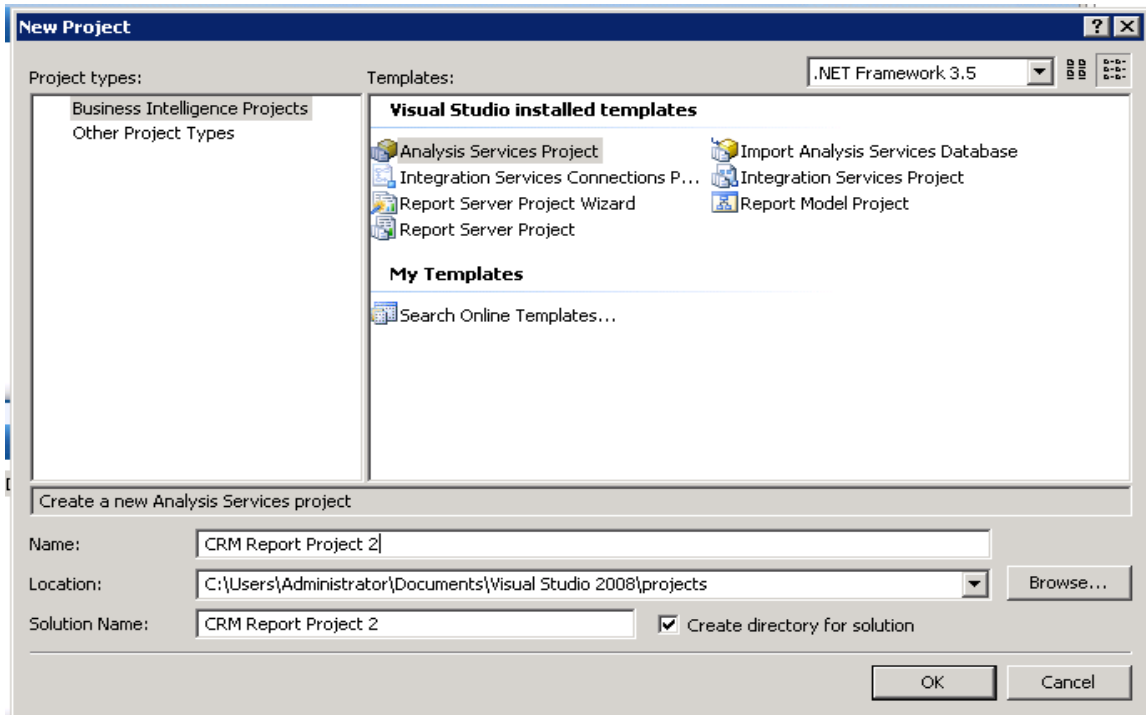 New Project
Project types:
Templates:
.NET Framework 3.5
Business Intelligence Projects
Other Project Types
Visual Studio installed templates
Analysis Services Project
Import Analysis Services Database
Integration Services Connections P...
Integration Services Project
Report Server Project Wizard
Report Model Project
Report Server Project
My Templates
Search Online Templates...
Create a new Analysis Services project
Name:
CRM Report Project 2
Location:
C:\Users\Administrator\Documents\Visual Studio 2008\projects
Browse...
Solution Name:
CRM Report Project 2
Create directory for solution
OK
Cancel